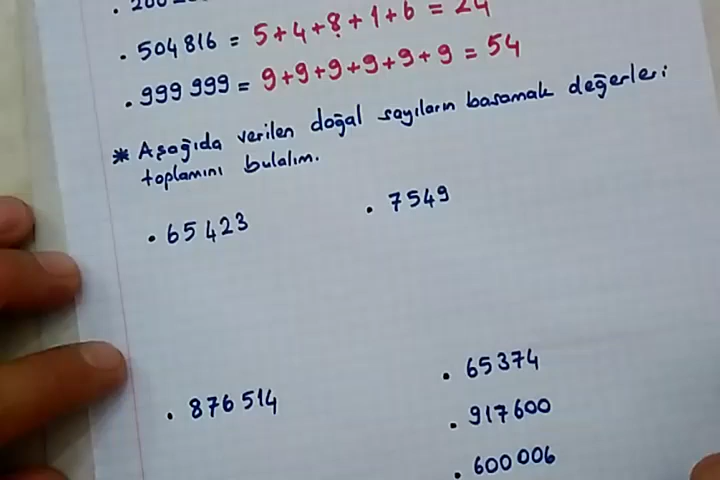 . 504 816 = 5+4+8+1+6 = 24
. 999 999 = 9+9+9+9+9+9 = 54
* Aşağıda verilen doğal sayıların basamak değerleri
toplamını bulalım.
. 65 423 . 7549
. 65 374
. 876 514
. 917 600
. 600 006